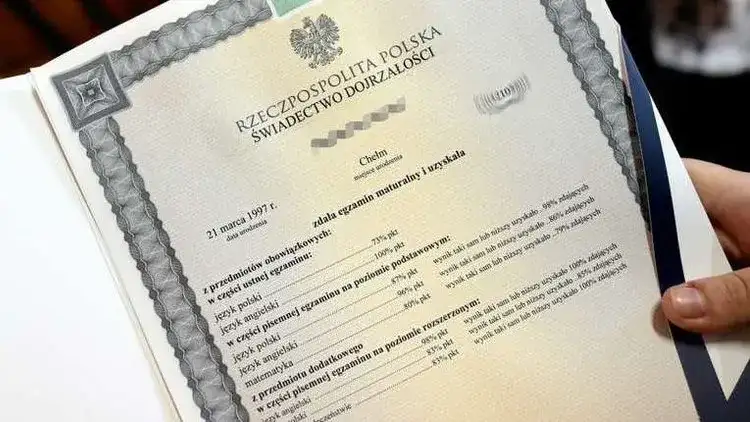 RZECZPOSPOLITA POLSKA
ŚWIADECTWO DOJRZAŁOŚCI
Chełm
miejsce urodzenia
21 marca 1997 r.
data urodzenia
zdała egzamin maturalny i uzyskała
z przedmiotów obowiązkowych:
w części ustnej egzaminu:
język polski 73% pkt
język angielski 100% pkt
w części pisemnej egzaminu na poziomie podstawowym:
język polski 87% pkt wynik taki sam lub niższy uzyskało 98% zdających
język angielski 96% pkt wynik taki sam lub niższy uzyskało 86% zdających
matematyka 80% pkt wynik taki sam lub niższy uzyskało 79% zdających
z przedmiotu dodatkowego
w części pisemnej egzaminu na poziomie rozszerzonym:
język angielski 98% pkt wynik taki sam lub niższy uzyskało 100% zdających
83% pkt wynik taki sam lub niższy uzyskało 85% zdających
83% pkt wynik taki sam lub niższy uzyskało 100% zdających